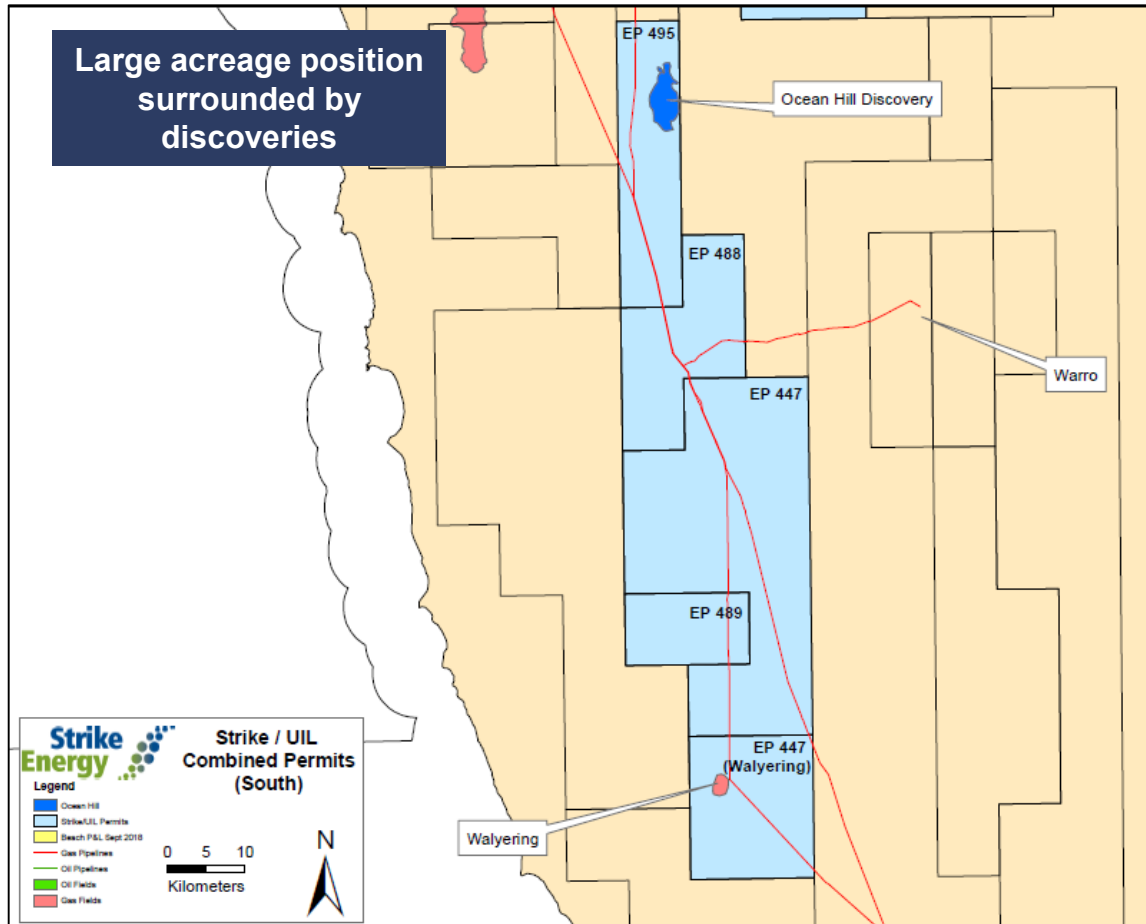 Large acreage position
surrounded by
discoveries
EP 495
Ocean Hill Discovery
EP 488
Warro
EP 447
EP 489
EP 447
(Walyering)
Walyering
Strike
Energy
Strike / UIL
Combined Permits
(South)
Legend
Ocean Hill
Strike/UIL Permits
Beach P&L Sept 2018
Gas Pipelines
Oil Pipelines
Oil Fields
Gas Fields
0 5 10
Kilometers
N